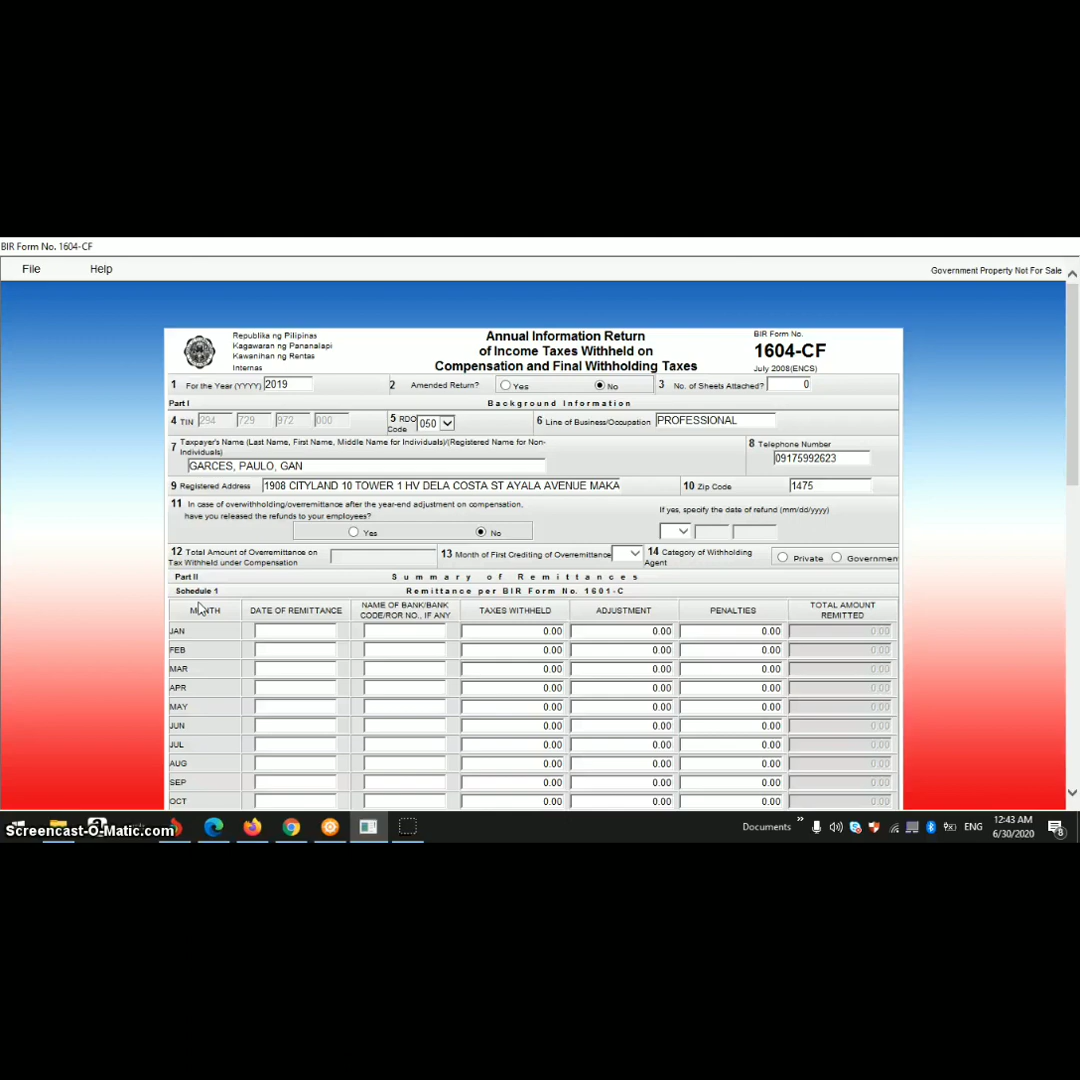 BIR Form No. 1604-CF
File Help Government Property Not For Sale
Republika ng Pilipinas
Kagawaran ng Pananalapi
Kawanihan ng Rentas
Internas
Annual Information Return
of Income Taxes Withheld on
Compensation and Final Withholding Taxes
BIR Form No.
1604-CF
July 2008(ENCS)
1 For the Year (YYYY) 2019 2 Amended Return? Yes No 3 No. of Sheets Attached? 0
Part I Background Information
4 TIN 294 729 972 000 5 RDO Code 050 6 Line of Business/Occupation PROFESSIONAL
7 Taxpayer's Name (Last Name, First Name, Middle Name for Individuals)/(Registered Name for Non-
Individuals)
GARCES, PAULO, GAN
8 Telephone Number
09175992623
9 Registered Address 1908 CITYLAND 10 TOWER 1 HV DELA COSTA ST AYALA AVENUE MAKA 10 Zip Code 1475
11 In case of overwithholding/overremittance after the year-end adjustment on compensation,
have you released the refunds to your employees?
Yes No
If yes, specify the date of refund (mm/dd/yyyy)
12 Total Amount of Overremittance on
Tax Withheld under Compensation
13 Month of First Crediting of Overremittance
14 Category of Withholding
Agent
Private Governmen
Part II Summary of Remittances
Schedule 1 Remittance per BIR Form No. 1601-C
MONTH DATE OF REMITTANCE NAME OF BANK/BANK CODE/ROR NO., IF ANY TAXES WITHHELD ADJUSTMENT PENALTIES TOTAL AMOUNT REMITTED
JAN 0.00 0.00 0.00 0.00
FEB 0.00 0.00 0.00 0.00
MAR 0.00 0.00 0.00 0.00
APR 0.00 0.00 0.00 0.00
MAY 0.00 0.00 0.00 0.00
JUN 0.00 0.00 0.00 0.00
JUL 0.00 0.00 0.00 0.00
AUG 0.00 0.00 0.00 0.00
SEP 0.00 0.00 0.00 0.00
OCT 0.00 0.00 0.00 0.00
Screencast-O-Matic.com
Documents ENG 12:43 AM
6/30/2020
8